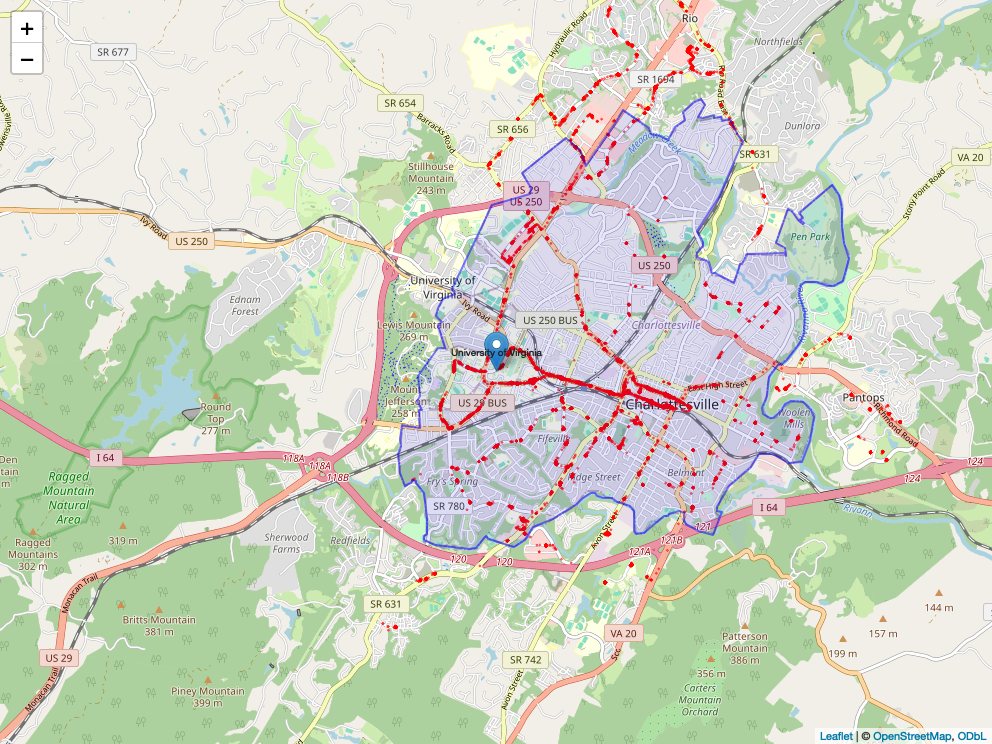 +
−
Rio
Hydraulic Road
Northfields
SR 677
SR 1694
Rio Road East
SR 654
Barracks Road
SR 656
Dunlora
Meadow Creek
SR 631
VA 20
Stillhouse
Mountain
243 m
US 29
US 250
Stony Point Road
Ivy Road
US 250
Pen Park
US 250
University of
Virginia
Ednam
Forest
Ivy Road
US 250 BUS
Lewis Mountain
269 m
Charlottesville
University of Virginia
East High Street
Mount
Jefferson
258 m
US 29 BUS
Charlottesville
Pantops
Round
Top
277 m
Woolen
Mills
Richmond Road
Fifeville
I 64
118A
118A
118B
124
124
Ragged
Mountain
Natural
Area
Fry's Spring
Ridge Street
Belmont
SR 780
I 64
Rivanna
Avon Street
121
319 m
Sherwood
Farms
Redfields
121B
121A
Ragged
Mountains
302 m
120
120
Monacan Trail
SR 631
144 m
Britts Mountain
381 m
157 m
VA 20
Patterson
Mountain
386 m
199 m
US 29
SR 742
356 m
Carters
Mountain
Orchard
Piney Mountain
399 m
Monacan Trail
Avon Street
Leaflet | © OpenStreetMap, ODbL